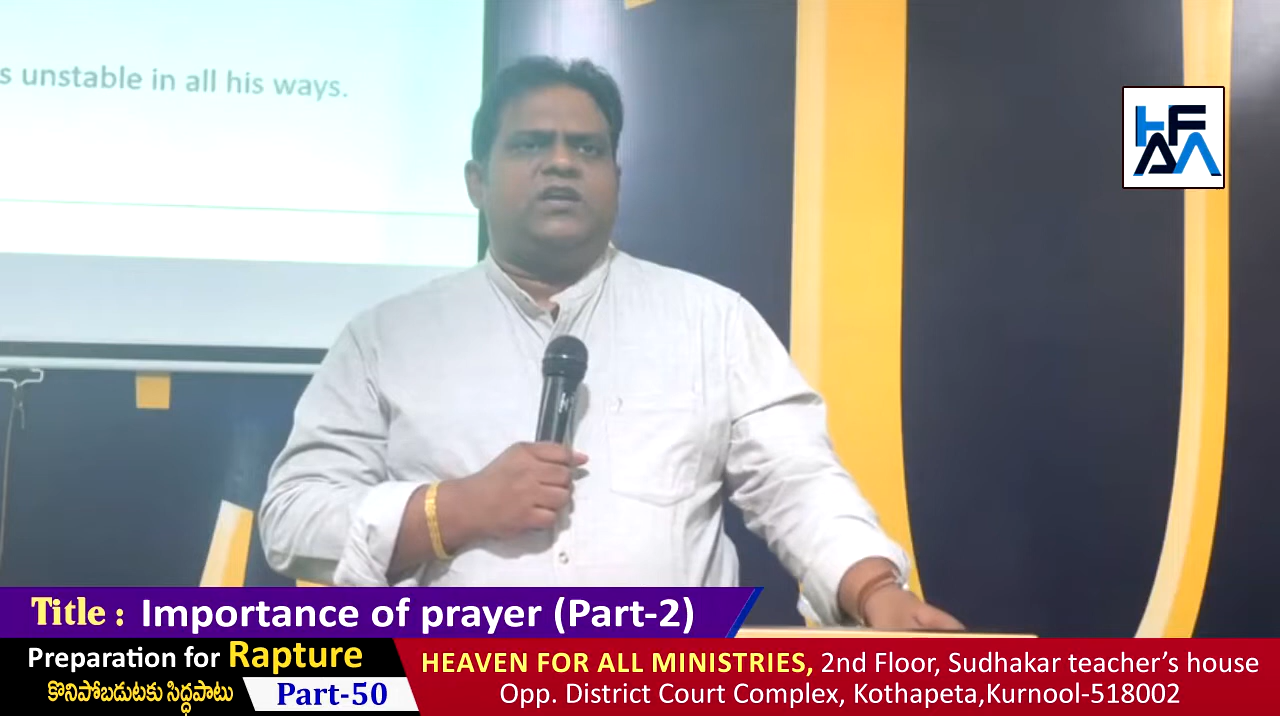 s unstable in all his ways.
HFAM
Title : Importance of prayer (Part-2)
Preparation for Rapture
కొనిపోబడుటకు సిద్ధపాటు
Part-50
HEAVEN FOR ALL MINISTRIES, 2nd Floor, Sudhakar teacher’s house
Opp. District Court Complex, Kothapeta,Kurnool-518002